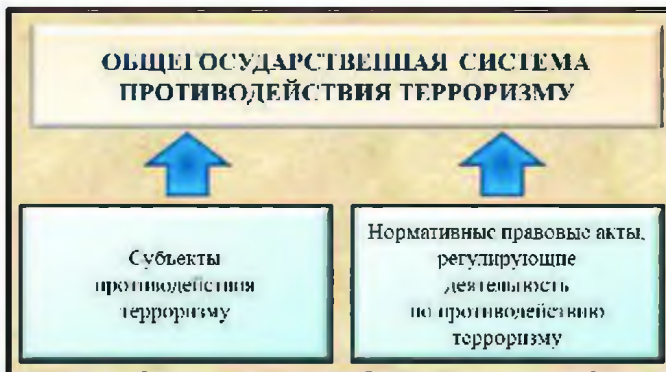 ОБЩЕГОСУДАРСТВЕННАЯ СИСТЕМА
ПРОТИВОДЕЙСТВИЯ ТЕРРОРИЗМУ
Субъекты
противодействия
терроризму
Нормативные правовые акты,
регулирующие
деятельность
по противодействию
терроризму